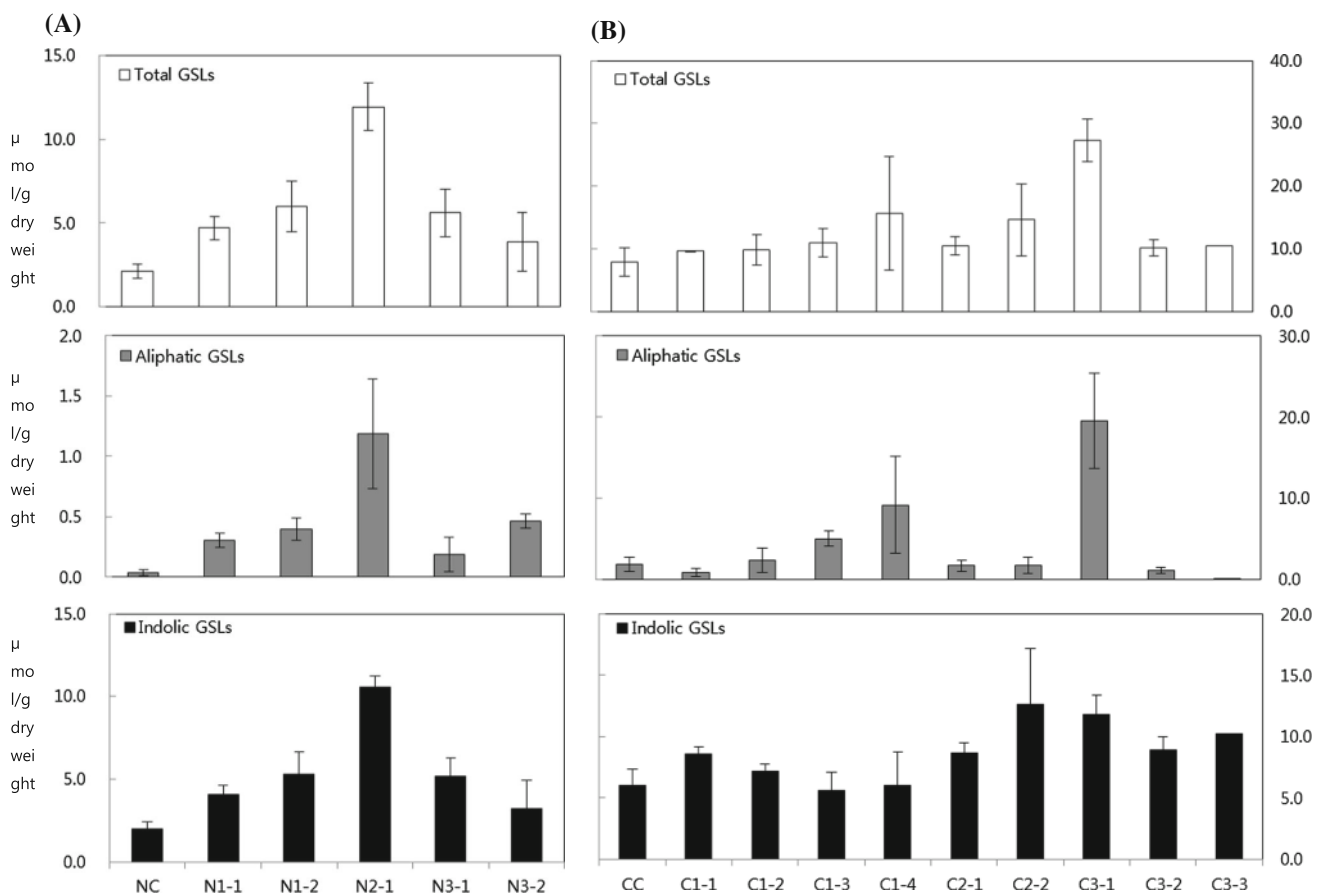 (A)
(B)
15.0
10.0
5.0
0.0
Total GSLs
µ
mo
l/g
dry
wei
ght
Total GSLs
40.0
30.0
20.0
10.0
0.0
2.0
1.5
1.0
0.5
0.0
Aliphatic GSLs
µ
mo
l/g
dry
wei
ght
Aliphatic GSLs
30.0
20.0
10.0
0.0
15.0
10.0
5.0
0.0
Indolic GSLs
µ
mo
l/g
dry
wei
ght
NC N1-1 N1-2 N2-1 N3-1 N3-2
Indolic GSLs
20.0
15.0
10.0
5.0
0.0
CC C1-1 C1-2 C1-3 C1-4 C2-1 C2-2 C3-1 C3-2 C3-3